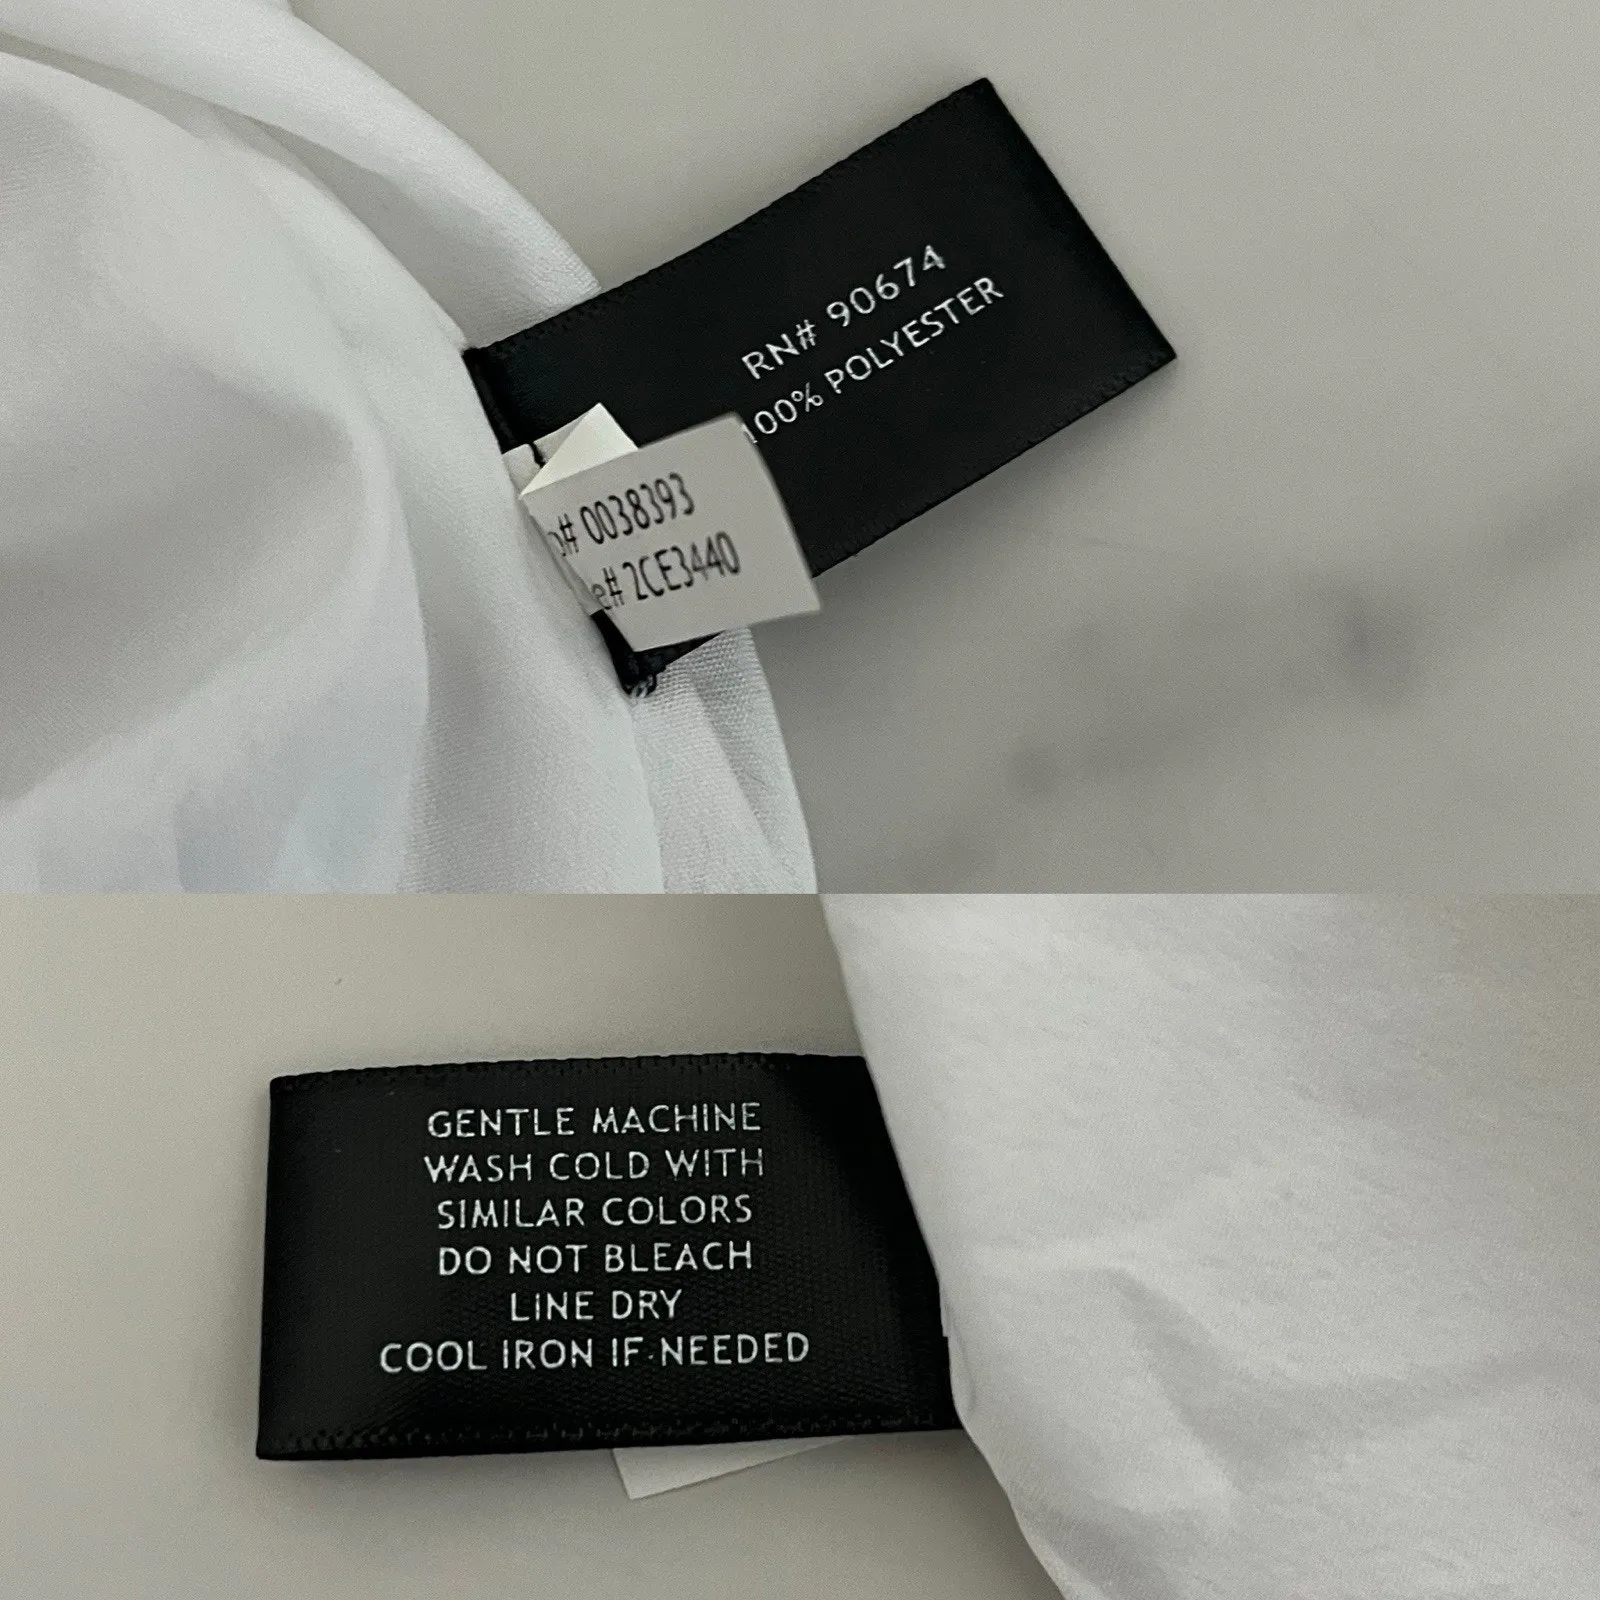 RN# 90674
100% POLYESTER
# 0038393
e# 2CE3440
GENTLE MACHINE
WASH COLD WITH
SIMILAR COLORS
DO NOT BLEACH
LINE DRY
COOL IRON IF NEEDED